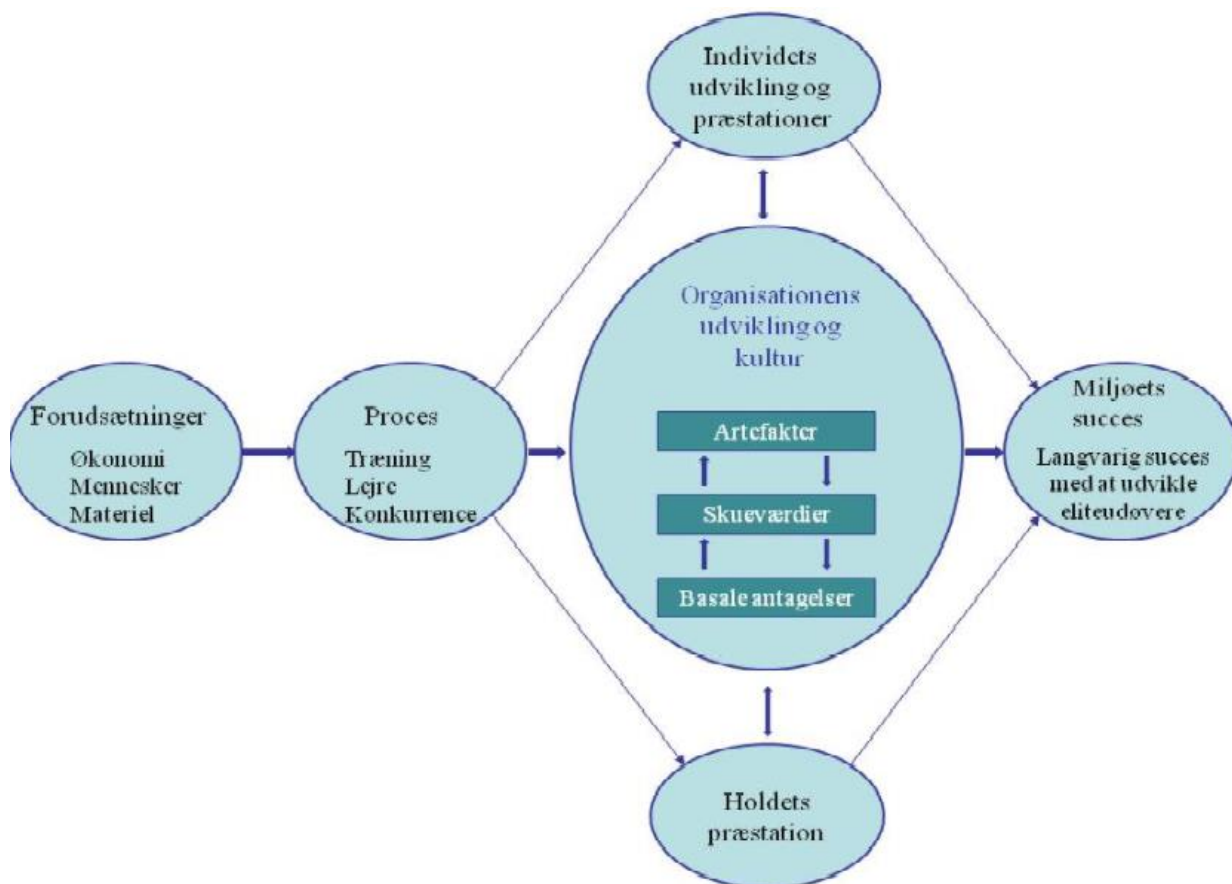 Individets
udvikling og
præstationer
Organisationens
udvikling og
kultur
Artefakter
Skueværdier
Basale antagelser
Forudsætninger
Økonomi
Mennesker
Materiel
Proces
Træning
Lejre
Konkurrence
Miljøets
succes
Langvarig succes
med at udvikle
eliteudøvere
Holdets
præstation